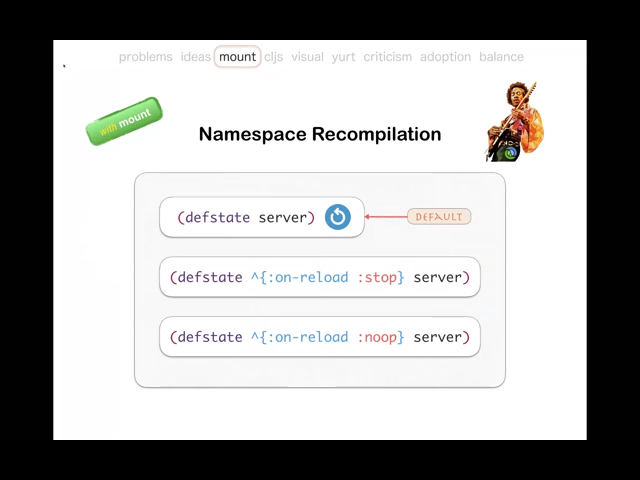 problems ideas mount cljs visual yurt criticism adoption balance
with mount
Namespace Recompilation
(defstate server)
DEFAULT
(defstate ^{:on-reload :stop} server)
(defstate ^{:on-reload :noop} server)